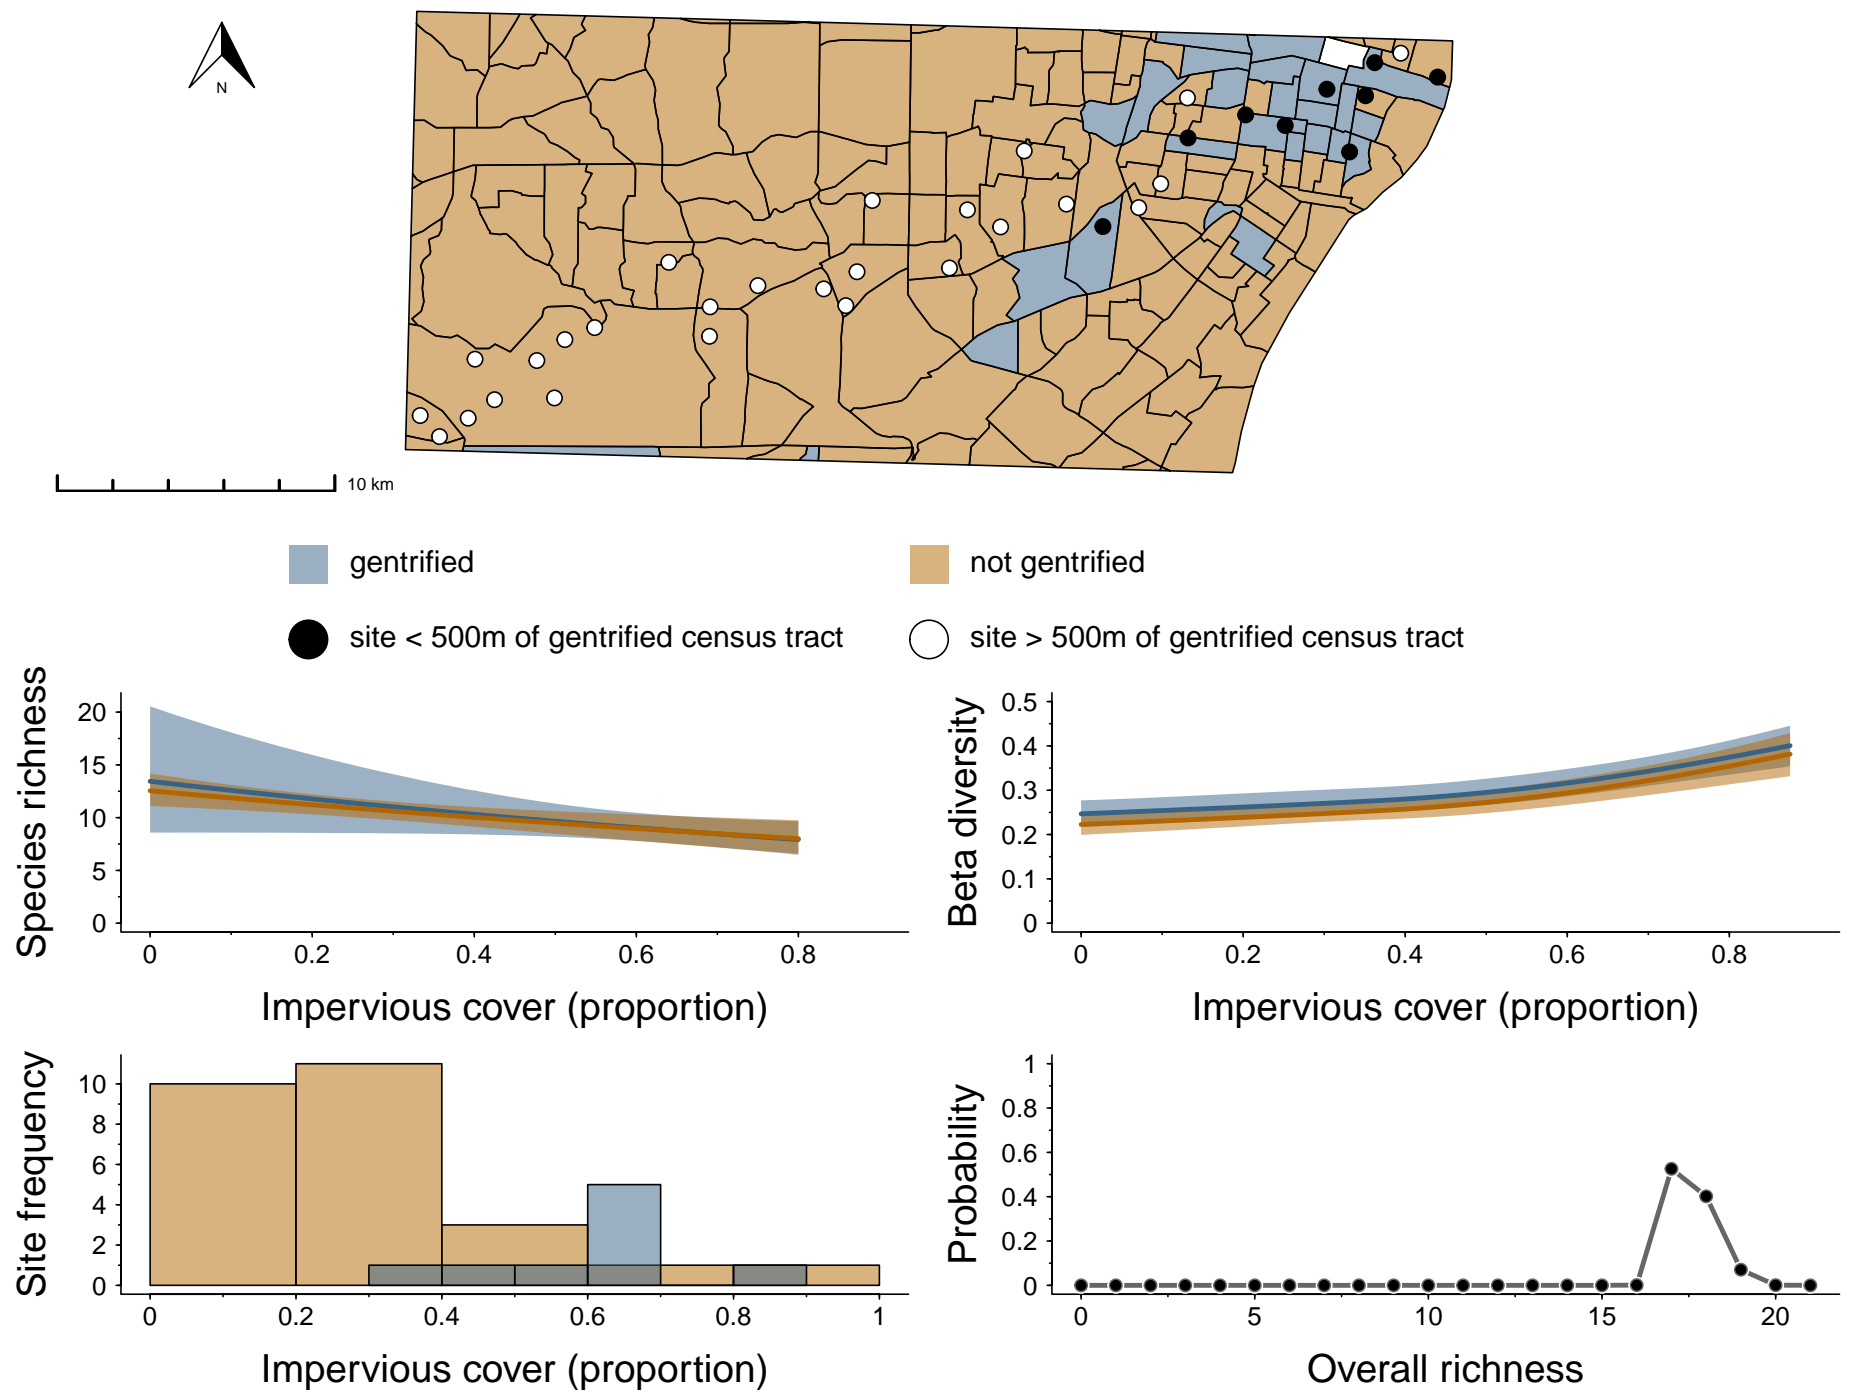 N
10 km
gentrified
not gentrified
site < 500m of gentrified census tract
site > 500m of gentrified census tract
Species richness
20
15
10
5
0
0 0.2 0.4 0.6 0.8
Impervious cover (proportion)
Beta diversity
0.5
0.4
0.3
0.2
0.1
0
0 0.2 0.4 0.6 0.8
Impervious cover (proportion)
Site frequency
10
8
6
4
2
0
0 0.2 0.4 0.6 0.8 1
Impervious cover (proportion)
Probability
1
0.8
0.6
0.4
0.2
0
0 5 10 15 20
Overall richness